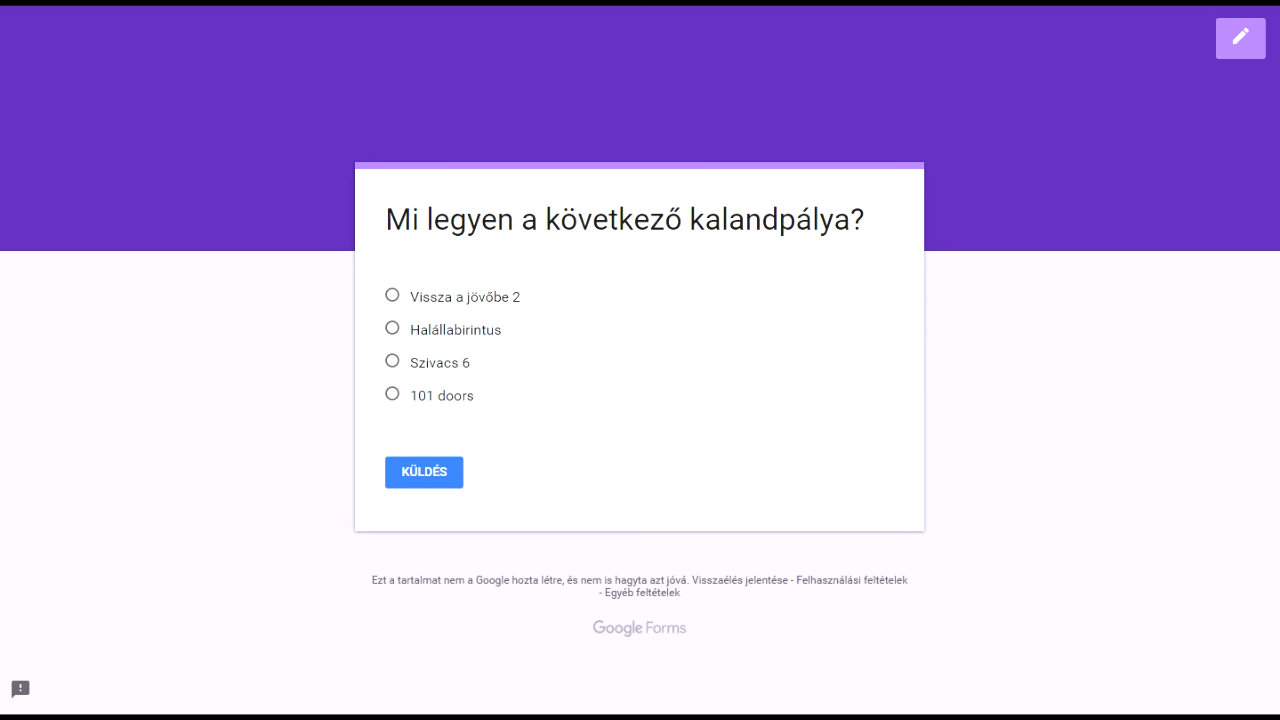 Mi legyen a következő kalandpálya?
Vissza a jövőbe 2
Halállabirintus
Szivacs 6
101 doors
KÜLDÉS
Ezt a tartalmat nem a Google hozta létre, és nem is hagyta azt jóvá. Visszaélés jelentése - Felhasználási feltételek
- Egyéb feltételek
Google Forms